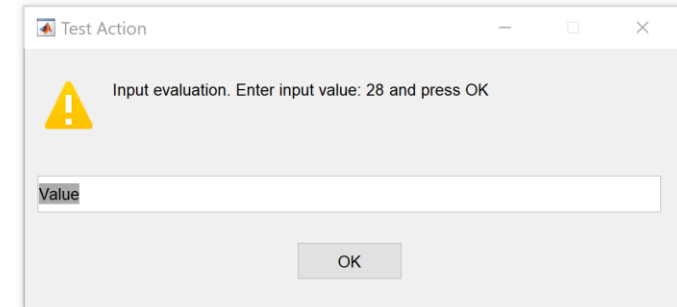 Test Action
Input evaluation. Enter input value: 28 and press OK
Value
OK